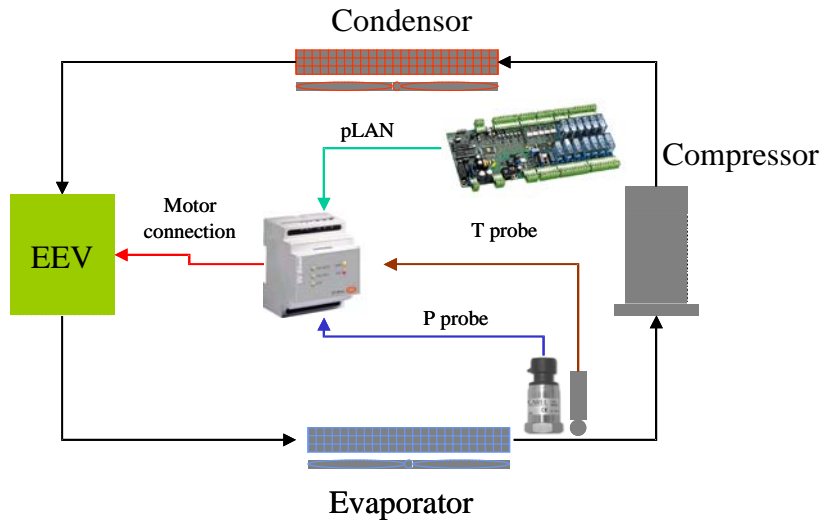 Condensor
pLAN
Compressor
Motor
connection
T probe
EEV
P probe
Evaporator